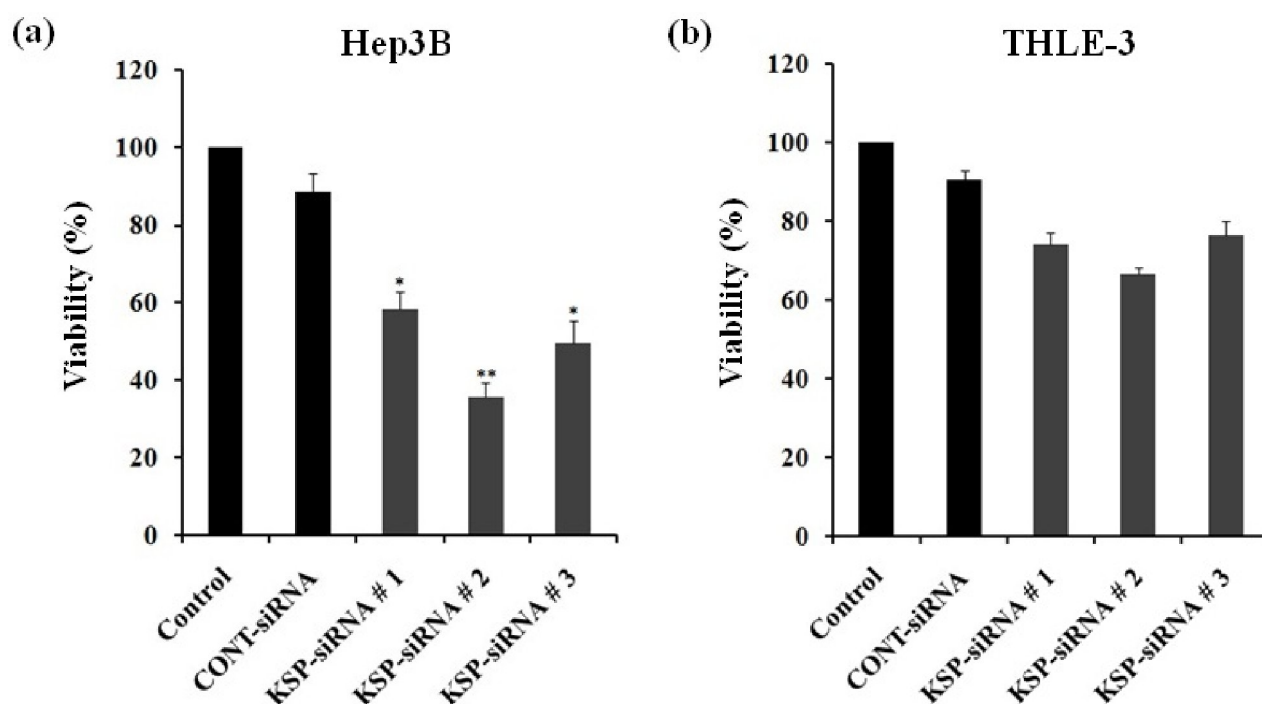 (a)
Hep3B
120
100
80
60
40
20
0
Viability (%)
*
**
*
Control
CONT-siRNA
KSP-siRNA # 1
KSP-siRNA # 2
KSP-siRNA # 3
(b)
THLE-3
120
100
80
60
40
20
0
Viability (%)
Control
CONT-siRNA
KSP-siRNA # 1
KSP-siRNA # 2
KSP-siRNA # 3